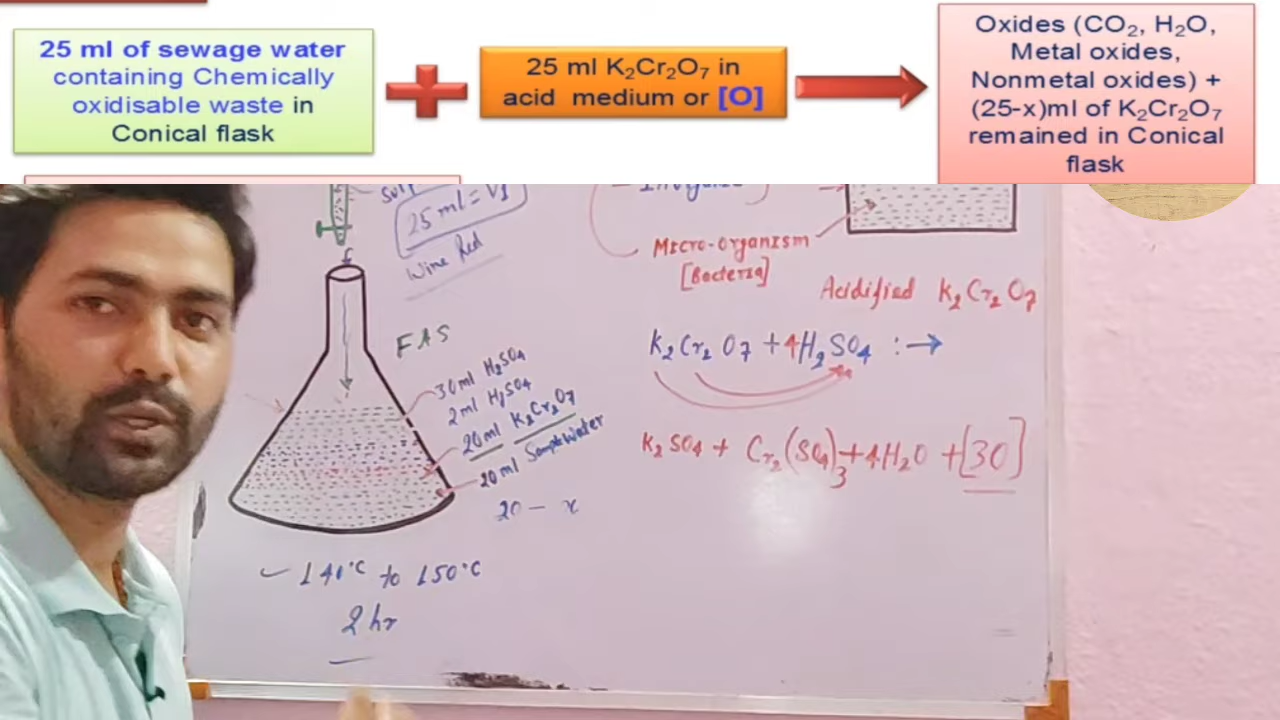 25 ml of sewage water
containing Chemically
oxidisable waste in
Conical flask
25 ml K₂Cr₂O₇ in
acid medium or [O]
Oxides (CO₂, H₂O,
Metal oxides,
Nonmetal oxides) +
(25-x)ml of K₂Cr₂O₇
remained in Conical
flask
25 ml = V1
Wine Red
FAS
30 ml H₂SO₄
2 ml H₂SO₄
20 ml K₂Cr₂O₇
20 ml Sample water
20 - x
140°C to 150°C
2 hr
Micro-organism
[Bacteria]
Acidified K₂Cr₂O₇
K₂Cr₂O₇ + 4H₂SO₄ :→
K₂SO₄ + Cr₂(SO₄)₃ + 4H₂O + [3O]